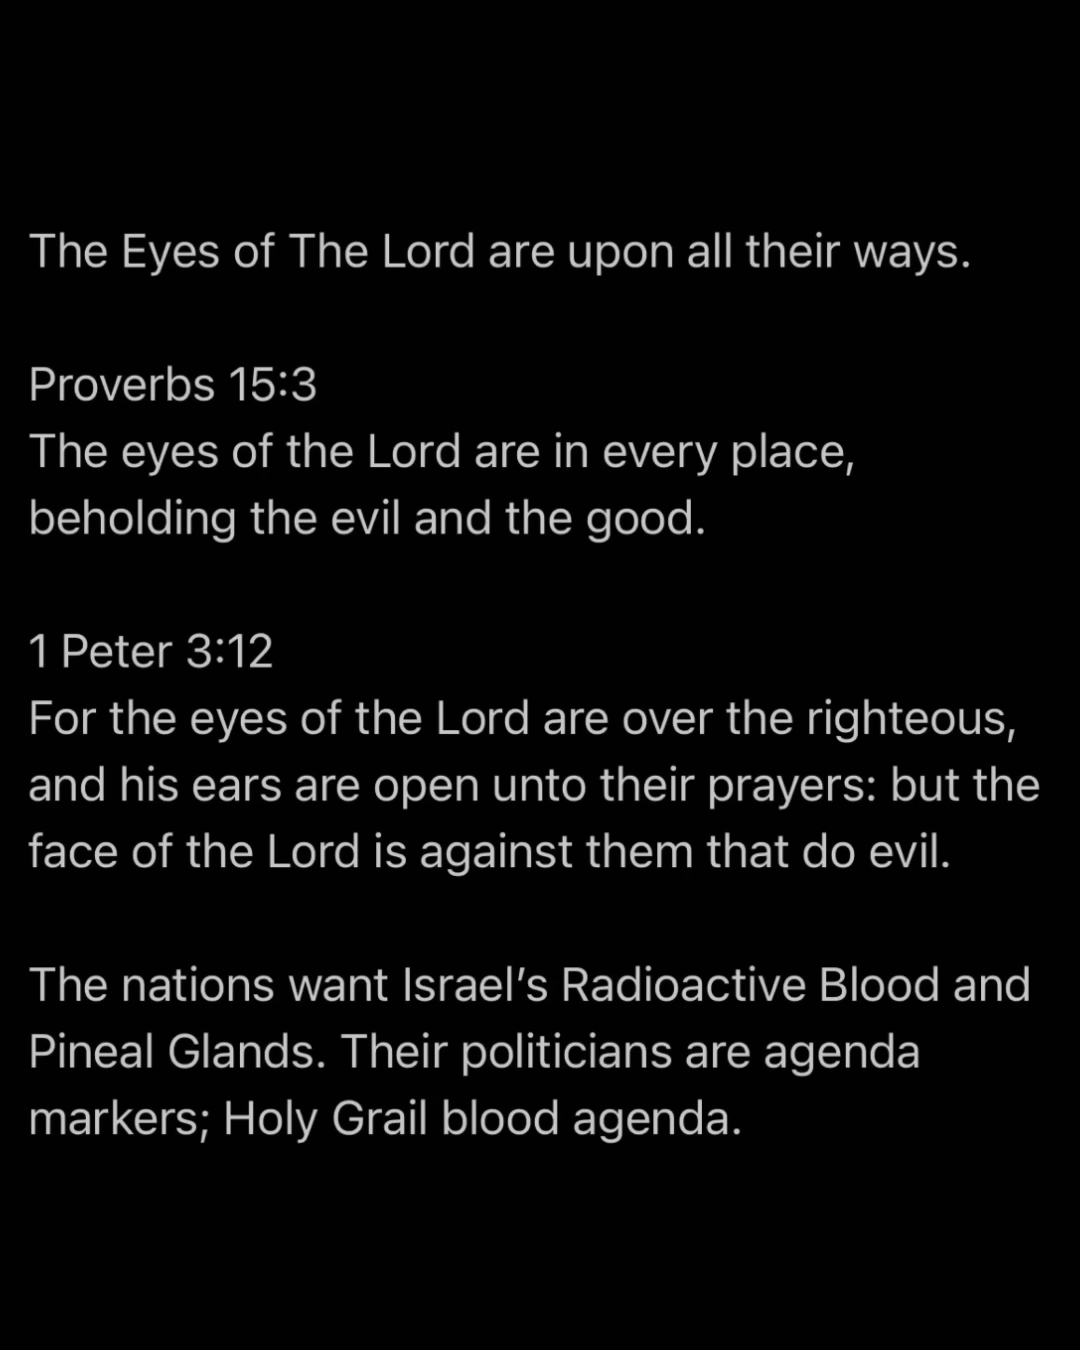 The Eyes of The Lord are upon all their ways.
Proverbs 15:3
The eyes of the Lord are in every place,
beholding the evil and the good.
1 Peter 3:12
For the eyes of the Lord are over the righteous,
and his ears are open unto their prayers: but the
face of the Lord is against them that do evil.
The nations want Israel’s Radioactive Blood and
Pineal Glands. Their politicians are agenda
markers; Holy Grail blood agenda.